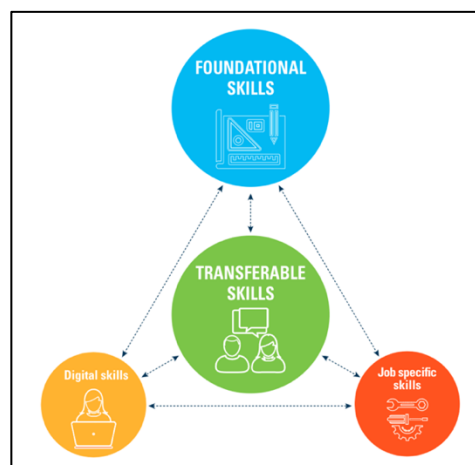 FOUNDATIONAL
SKILLS
TRANSFERABLE
SKILLS
Digital skills
Job specific
skills